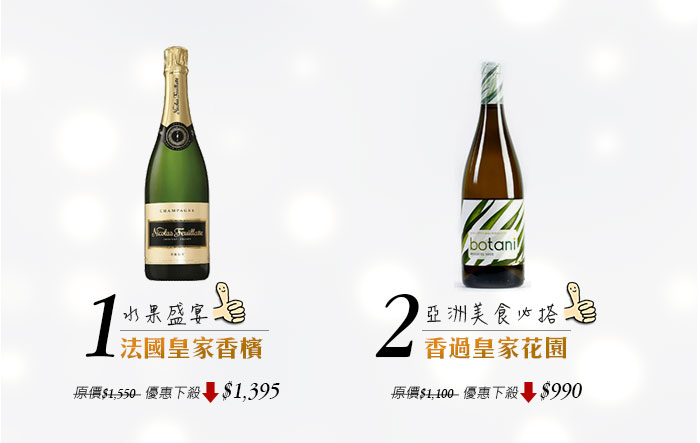 Nicolas Feuillatte
CHAMPAGNE
Nicolas Feuillatte
BRUT
botani
1
水果盛宴
法國皇家香檳
原價$1,550 優惠下殺 $1,395
2
亞洲美食必搭
香過皇家花園
原價$1,100 優惠下殺 $990